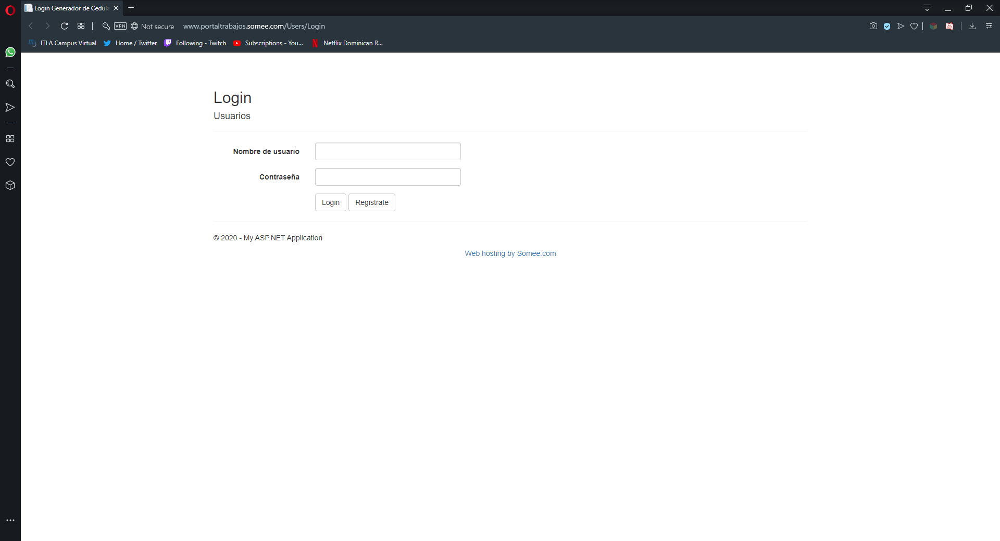 Login Generador de Cedula
VPN
Not secure
www.portaltrabajos.somee.com/Users/Login
ITLA Campus Virtual
Home / Twitter
Following - Twitch
Subscriptions - You...
Netflix Dominican R...
Login
Usuarios
Nombre de usuario
Contraseña
Login
Registrate
© 2020 - My ASP.NET Application
Web hosting by Somee.com